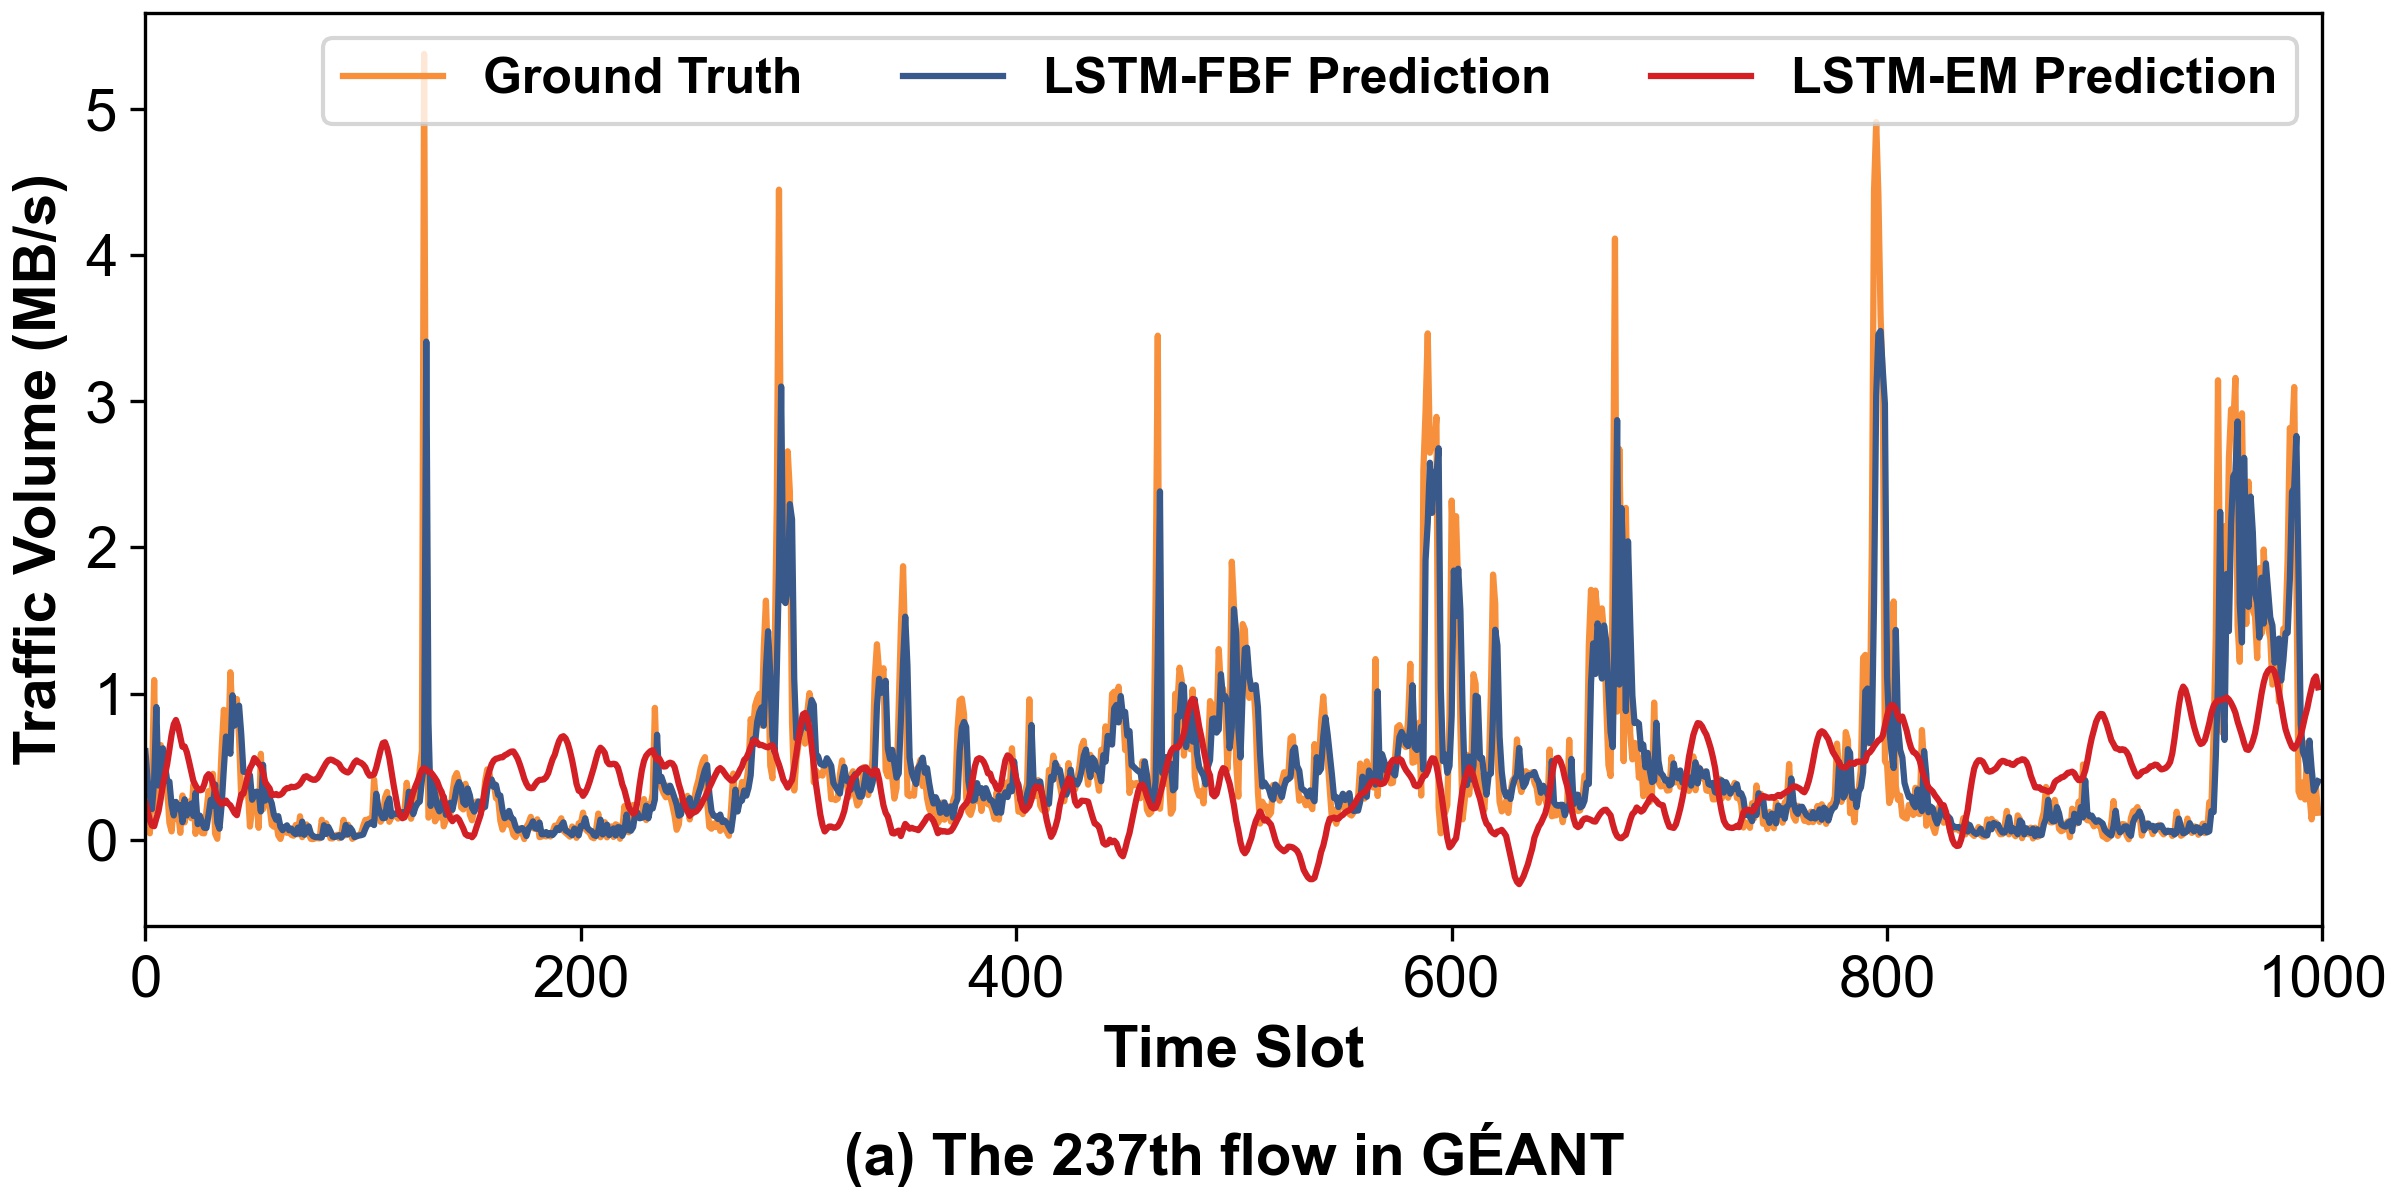 Ground Truth LSTM-FBF Prediction LSTM-EM Prediction
Traffic Volume (MB/s)
5
4
3
2
1
0
0 200 400 600 800 1000
Time Slot
(a) The 237th flow in GÉANT